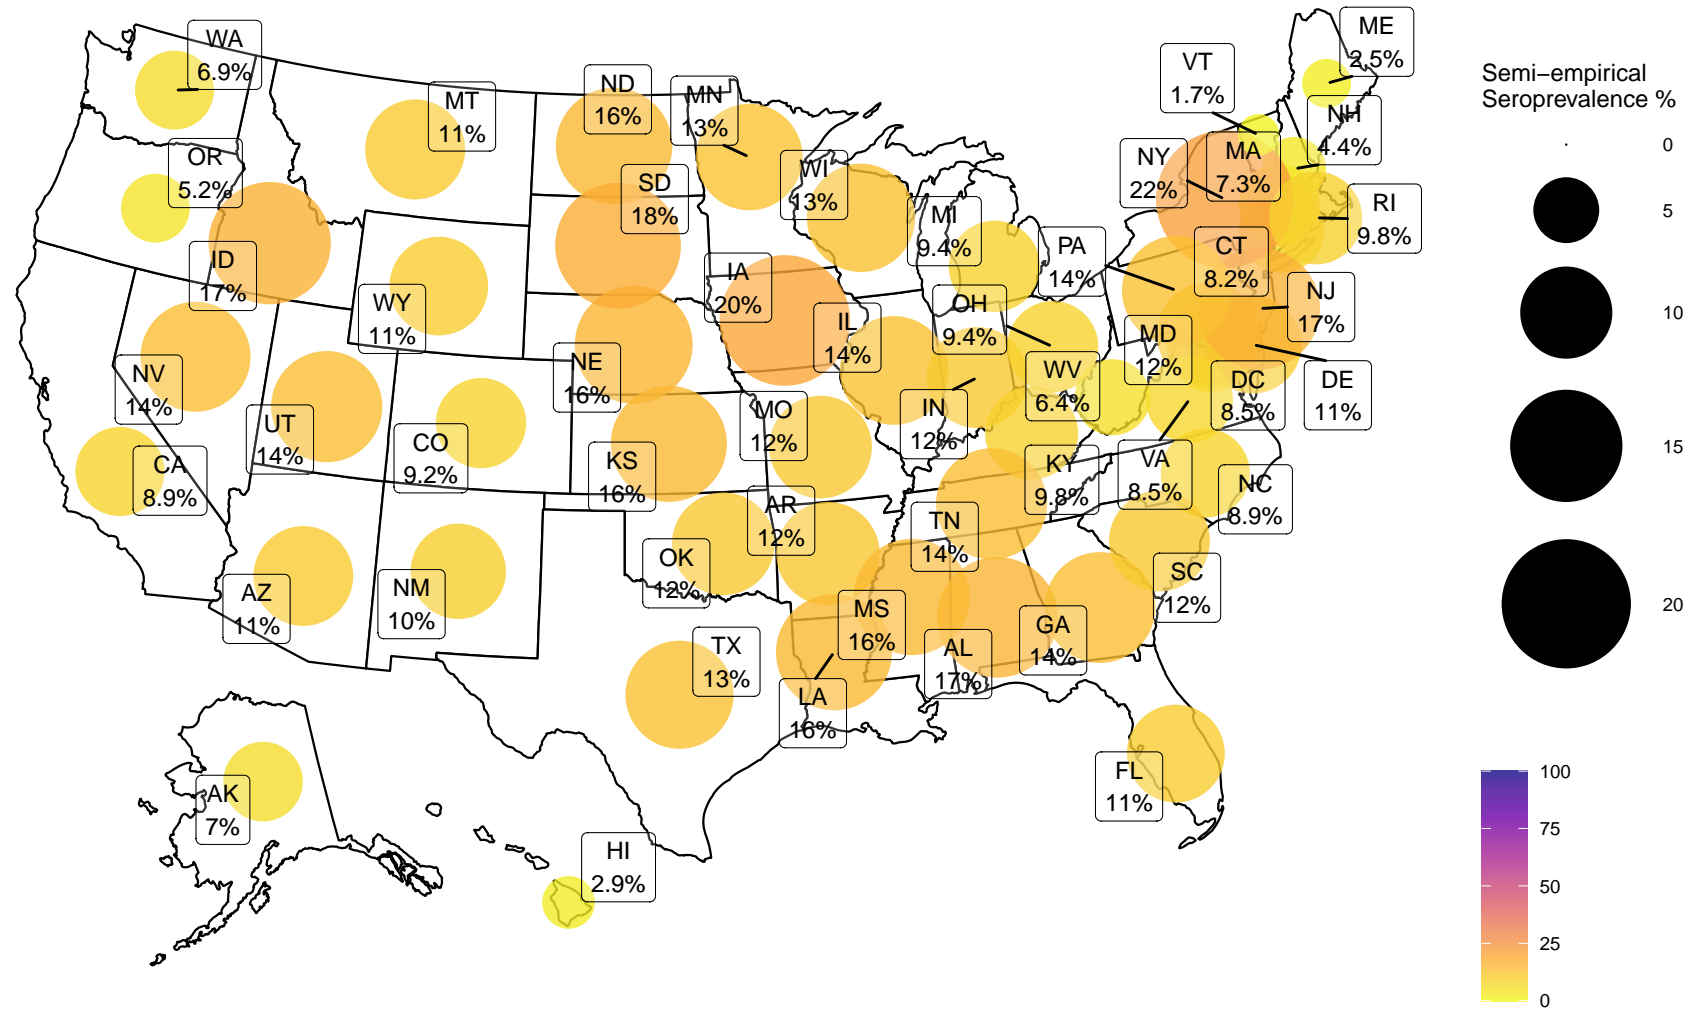 WA
6.9%
OR
5.2%
MT
11%
ND
16%
MN
13%
WI
13%
SD
18%
VT
1.7%
ME
2.5%
NH
4.4%
NY
22%
MA
7.3%
RI
9.8%
MI
9.4%
PA
14%
CT
8.2%
NJ
17%
ID
17%
WY
11%
IA
20%
IL
14%
OH
9.4%
MD
12%
WV
6.4%
DC
8.5%
DE
11%
NV
14%
UT
14%
NE
16%
CO
9.2%
KS
16%
MO
12%
IN
12%
KY
9.8%
VA
8.5%
NC
8.9%
CA
8.9%
AR
12%
TN
14%
OK
12%
AZ
11%
NM
10%
SC
12%
MS
16%
GA
14%
AL
17%
TX
13%
LA
16%
FL
11%
AK
7%
HI
2.9%
Semi−empirical
Seroprevalence %
0
5
10
15
20
100
75
50
25
0